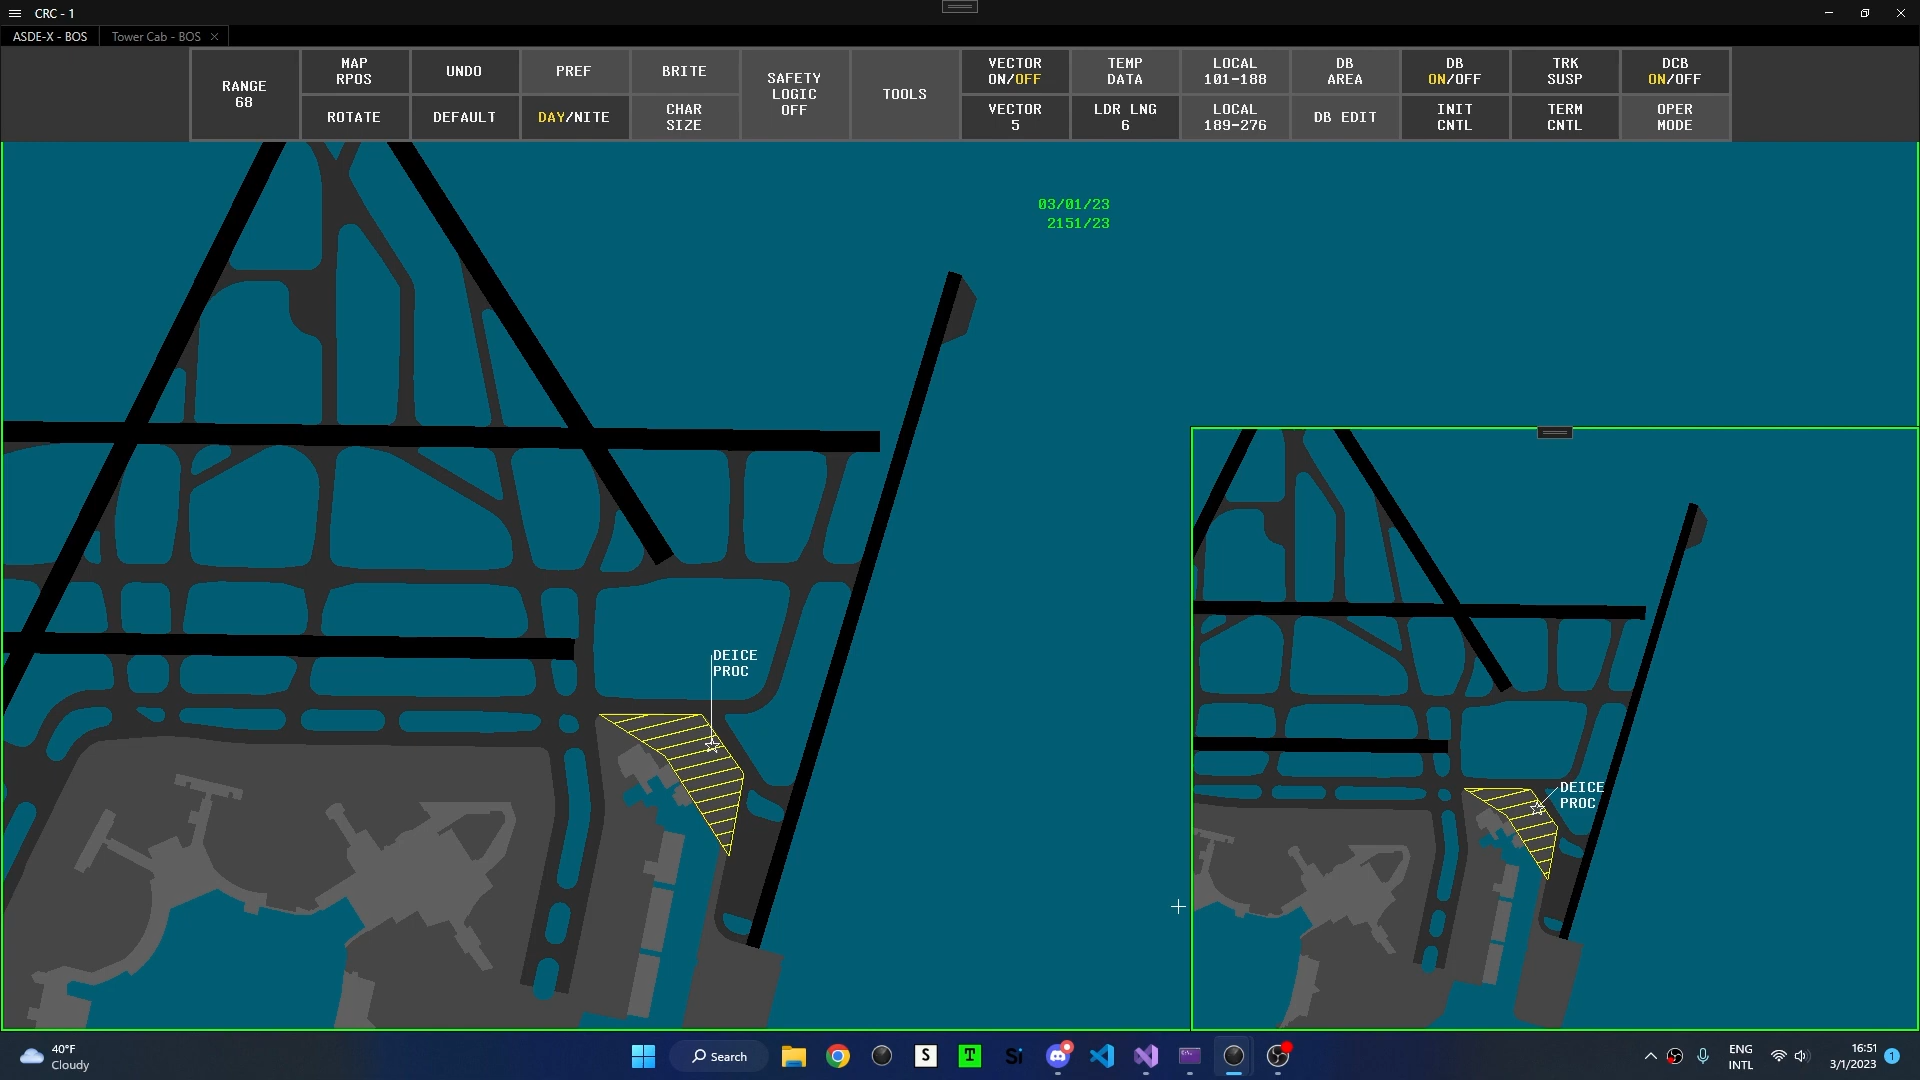 CRC - 1
ASDE-X - BOS
Tower Cab - BOS
RANGE
68
MAP
RPOS
UNDO
PREF
BRITE
SAFETY
LOGIC
OFF
TOOLS
VECTOR
ON/OFF
TEMP
DATA
LOCAL
101-188
DB
AREA
DB
ON/OFF
TRK
SUSP
DCB
ON/OFF
ROTATE
DEFAULT
DAY/NITE
CHAR
SIZE
VECTOR
5
LDR LNG
6
LOCAL
189-276
DB EDIT
INIT
CNTL
TERM
CNTL
OPER
MODE
03/01/23
2151/23
DEICE
PROC
DEICE
PROC
40°F
Cloudy
Search
S
T
Si
ENG
INTL
16:51
3/1/2023
1